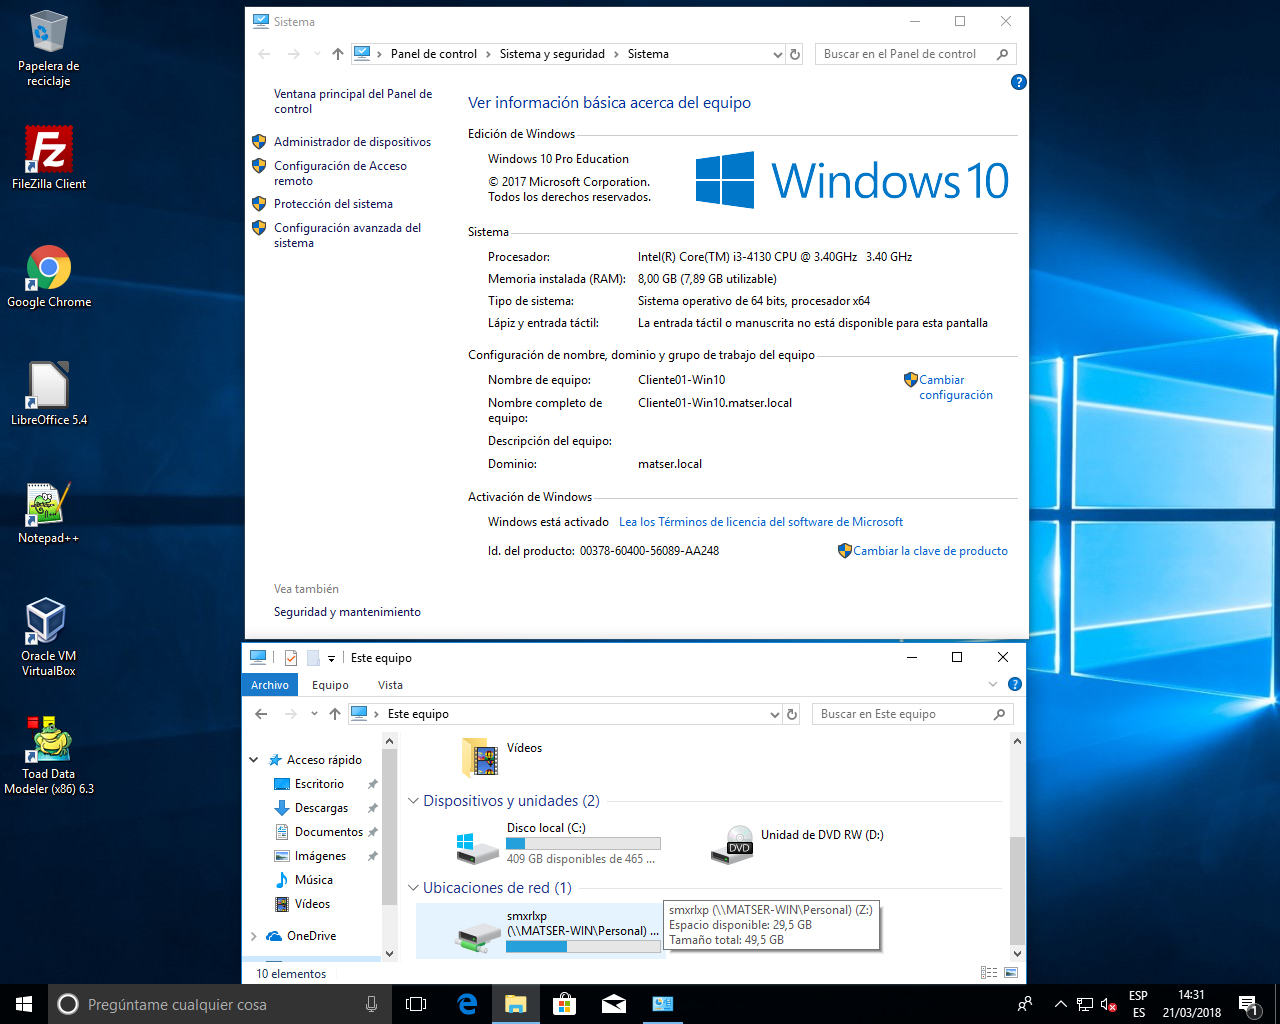 Papelera de
reciclaje
FileZilla Client
Google Chrome
LibreOffice 5.4
Notepad++
Oracle VM
VirtualBox
Toad Data
Modeler (x86) 6.3
Sistema
Panel de control
Sistema y seguridad
Sistema
Buscar en el Panel de control
Ventana principal del Panel de
control
Administrador de dispositivos
Configuración de Acceso
remoto
Protección del sistema
Configuración avanzada del
sistema
Vea también
Seguridad y mantenimiento
Ver información básica acerca del equipo
Edición de Windows
Windows 10 Pro Education
© 2017 Microsoft Corporation.
Todos los derechos reservados.
Windows 10
Sistema
Procesador: Intel(R) Core(TM) i3-4130 CPU @ 3.40GHz 3.40 GHz
Memoria instalada (RAM): 8,00 GB (7,89 GB utilizable)
Tipo de sistema: Sistema operativo de 64 bits, procesador x64
Lápiz y entrada táctil: La entrada táctil o manuscrita no está disponible para esta pantalla
Configuración de nombre, dominio y grupo de trabajo del equipo
Nombre de equipo: Cliente01-Win10
Cambiar
configuración
Nombre completo de
equipo:
Cliente01-Win10.matser.local
Descripción del equipo:
Dominio: matser.local
Activación de Windows
Windows está activado Lea los Términos de licencia del software de Microsoft
Id. del producto: 00378-60400-56089-AA248
Cambiar la clave de producto
Este equipo
Archivo
Equipo
Vista
Este equipo
Buscar en Este equipo
Acceso rápido
Escritorio
Descargas
Documentos
Imágenes
Música
Vídeos
OneDrive
Vídeos
Dispositivos y unidades (2)
Disco local (C:)
409 GB disponibles de 465 ...
Unidad de DVD RW (D:)
DVD
Ubicaciones de red (1)
smxrlxp
(\\MATSER-WIN\Personal) ...
smxrlxp (\\MATSER-WIN\Personal) (Z:)
Espacio disponible: 29,5 GB
Tamaño total: 49,5 GB
10 elementos
Pregúntame cualquier cosa
ESP
ES
14:31
21/03/2018
1